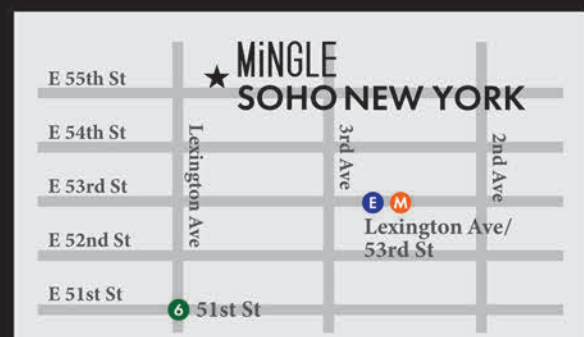 MiNGLE
SOHO NEW YORK
E 55th St
E 54th St
E 53rd St
E 52nd St
E 51st St
Lexington Ave
3rd Ave
2nd Ave
E M
Lexington Ave/
53rd St
6 51st St